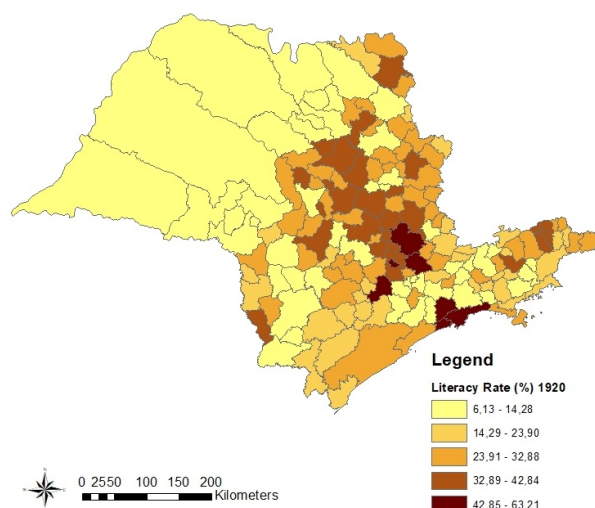 Legend
Literacy Rate (%) 1920
6,13 - 14,28
14,29 - 23,90
23,91 - 32,88
32,89 - 42,84
42,85 - 63,21
0 2550 100 150 200
Kilometers